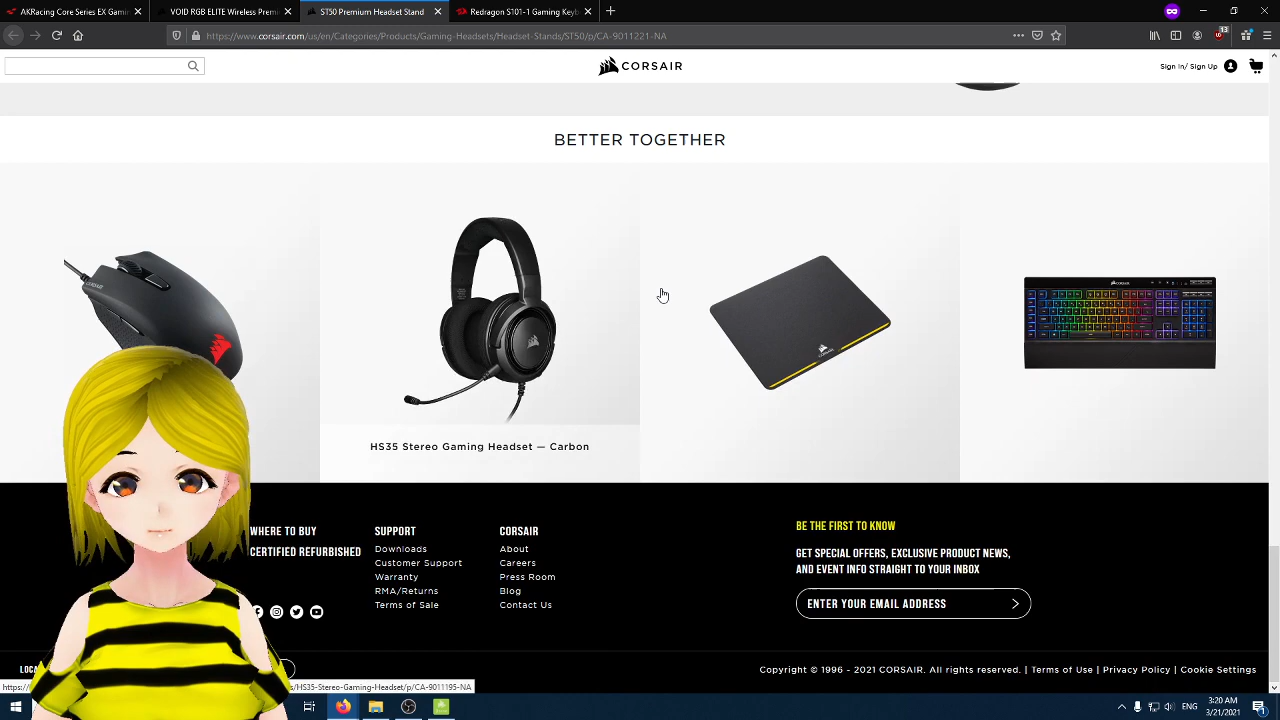 AKRacing Core Series EX Gamin
VOID RGB ELITE Wireless Premi
ST50 Premium Headset Stand
Redragon S101-1 Gaming Keyb
https://www.corsair.com/us/en/Categories/Products/Gaming-Headsets/Headset-Stands/ST50/p/CA-9011221-NA
33
CORSAIR
Sign In/ Sign Up
BETTER TOGETHER
HS35 Stereo Gaming Headset — Carbon
WHERE TO BUY
CERTIFIED REFURBISHED
SUPPORT
Downloads
Customer Support
Warranty
RMA/Returns
Terms of Sale
CORSAIR
About
Careers
Press Room
Blog
Contact Us
BE THE FIRST TO KNOW
GET SPECIAL OFFERS, EXCLUSIVE PRODUCT NEWS,
AND EVENT INFO STRAIGHT TO YOUR INBOX
ENTER YOUR EMAIL ADDRESS
Copyright © 1996 - 2021 CORSAIR. All rights reserved. | Terms of Use | Privacy Policy | Cookie Settings
s/HS35-Stereo-Gaming-Headset/p/CA-9011195-NA
ENG
3:20 AM
3/21/2021